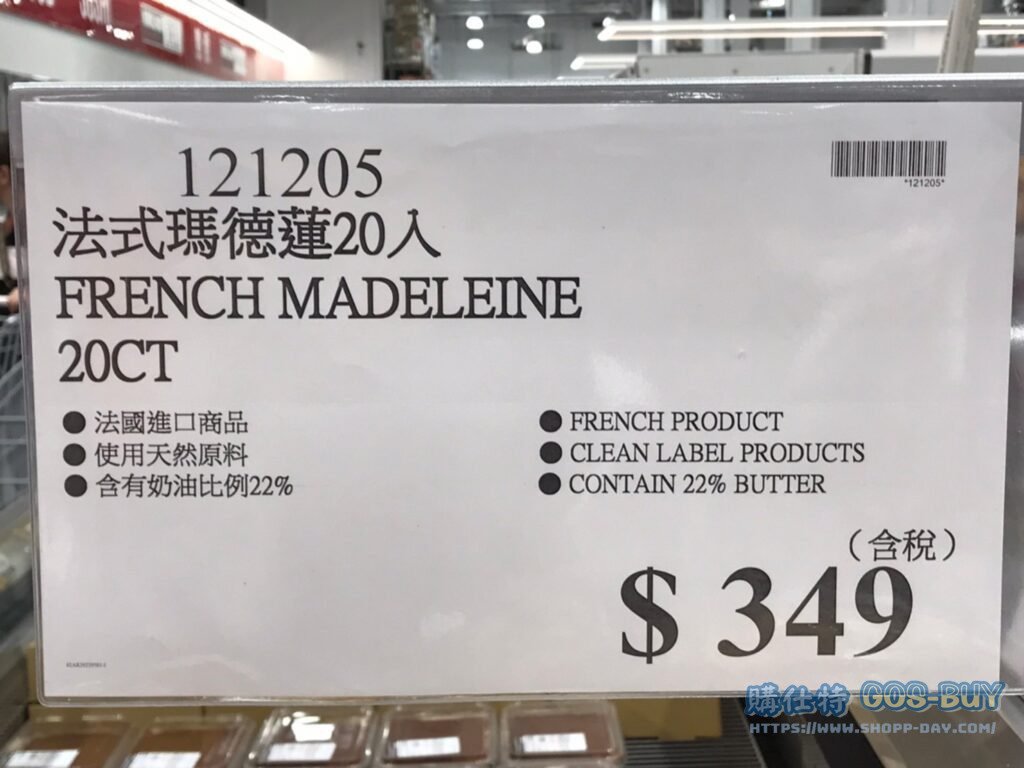 121205
*121205*
法式瑪德蓮20入
FRENCH MADELEINE
20CT
● 法國進口商品
● 使用天然原料
● 含有奶油比例22%
● FRENCH PRODUCT
● CLEAN LABEL PRODUCTS
● CONTAIN 22% BUTTER
（含稅）
$ 349
購仕特 GOS-BUY
HTTPS://WWW.SHOPP-DAY.COM/